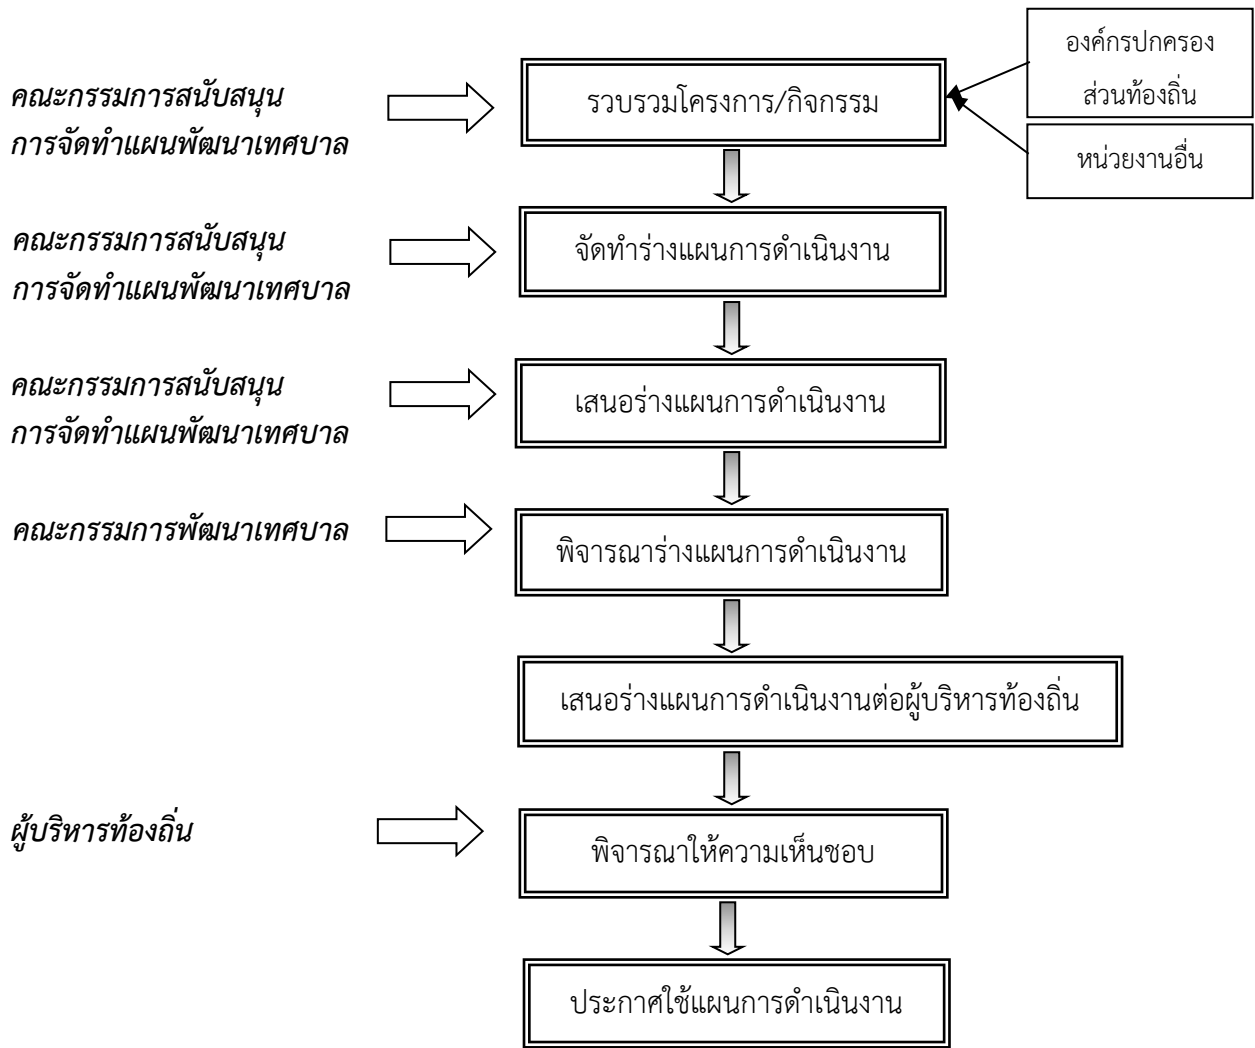 องค์กรปกครอง
ส่วนท้องถิ่น
คณะกรรมการสนับสนุน
การจัดทำแผนพัฒนาเทศบาล
รวบรวมโครงการ/กิจกรรม
หน่วยงานอื่น
คณะกรรมการสนับสนุน
การจัดทำแผนพัฒนาเทศบาล
จัดทำร่างแผนการดำเนินงาน
คณะกรรมการสนับสนุน
การจัดทำแผนพัฒนาเทศบาล
เสนอร่างแผนการดำเนินงาน
คณะกรรมการพัฒนาเทศบาล
พิจารณาร่างแผนการดำเนินงาน
เสนอร่างแผนการดำเนินงานต่อผู้บริหารท้องถิ่น
ผู้บริหารท้องถิ่น
พิจารณาให้ความเห็นชอบ
ประกาศใช้แผนการดำเนินงาน